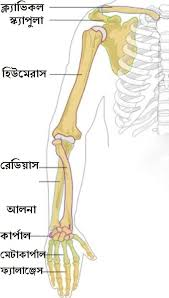 ক্ল্যাভিকল
স্ক্যাপুলা
হিউমেরাস
রেডিয়াস
আলনা
কার্পাল
মেটাকার্পাল
ফ্যালাঞ্জেস